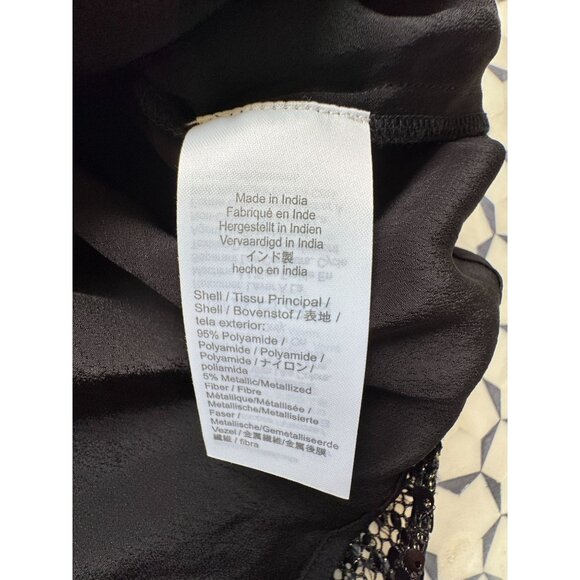 Made in India
Fabriqué en Inde
Hergestellt in Indien
Vervaardigd in India
インド製
hecho en india
Shell / Tissu Principal /
Shell / Bovenstof / 表地 /
tela exterior:
95% Polyamide /
Polyamide / Polyamide /
Polyamide / ナイロン /
poliamida
5% Metallic/Metallized
Fiber / Fibre
Métallique/Métallisée /
Metallische/Metallisierte
Faser /
Metallische/Gemetalliseerde
Vezel / 金属繊維/金属後膜
繊維 / fibra